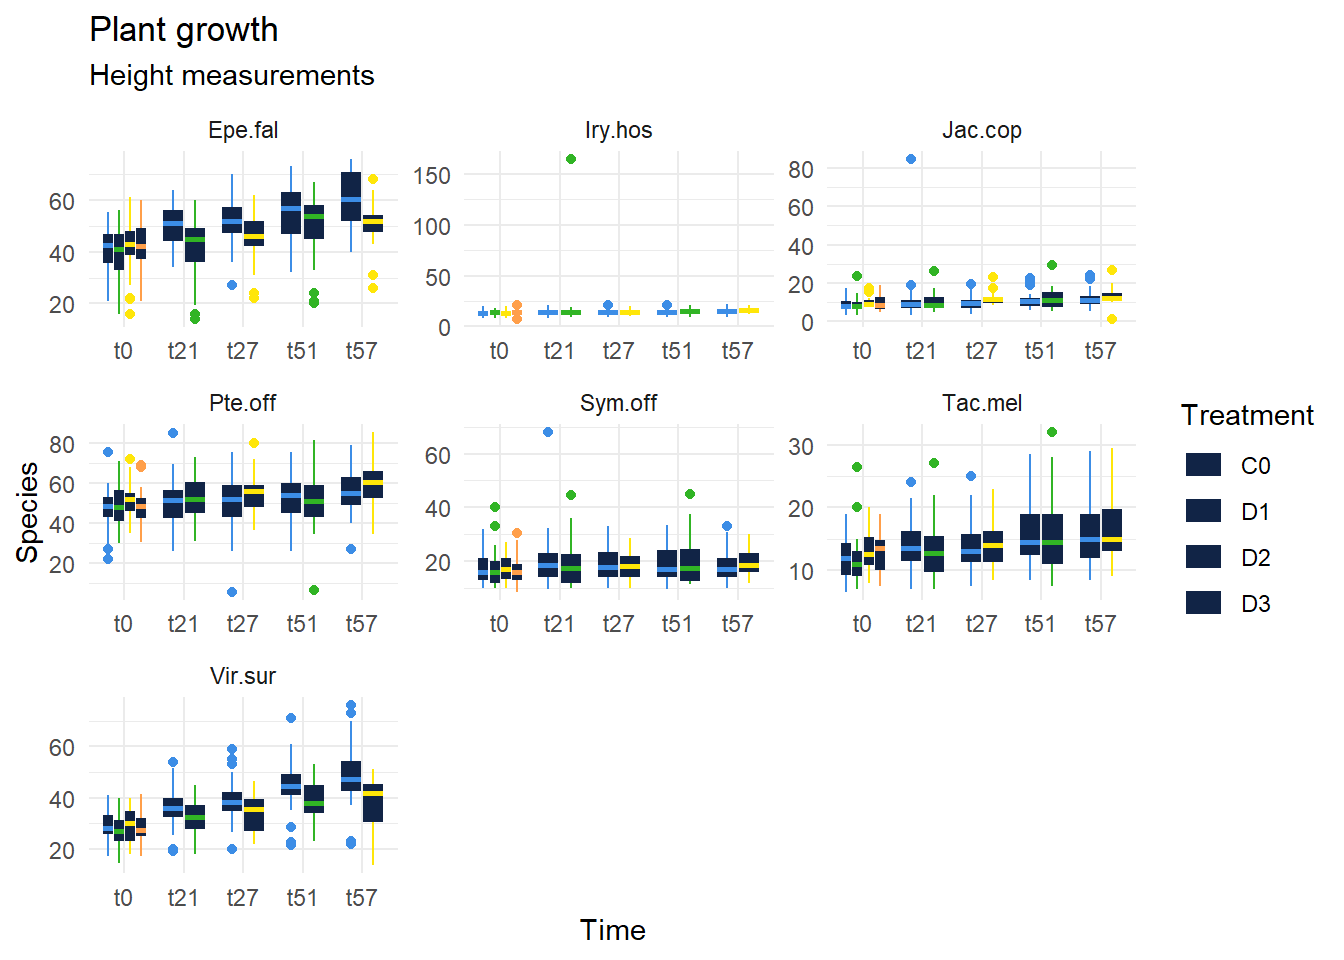 Plant growth
Height measurements
Epe.fal
Iry.hos
Jac.cop
60
40
20
150
100
50
0
80
60
40
20
0
t0 t21 t27 t51 t57
t0 t21 t27 t51 t57
t0 t21 t27 t51 t57
Pte.off
Sym.off
Tac.mel
80
60
40
20
60
40
20
30
20
10
t0 t21 t27 t51 t57
t0 t21 t27 t51 t57
t0 t21 t27 t51 t57
Vir.sur
60
40
20
t0 t21 t27 t51 t57
Species
Time
Treatment
C0
D1
D2
D3